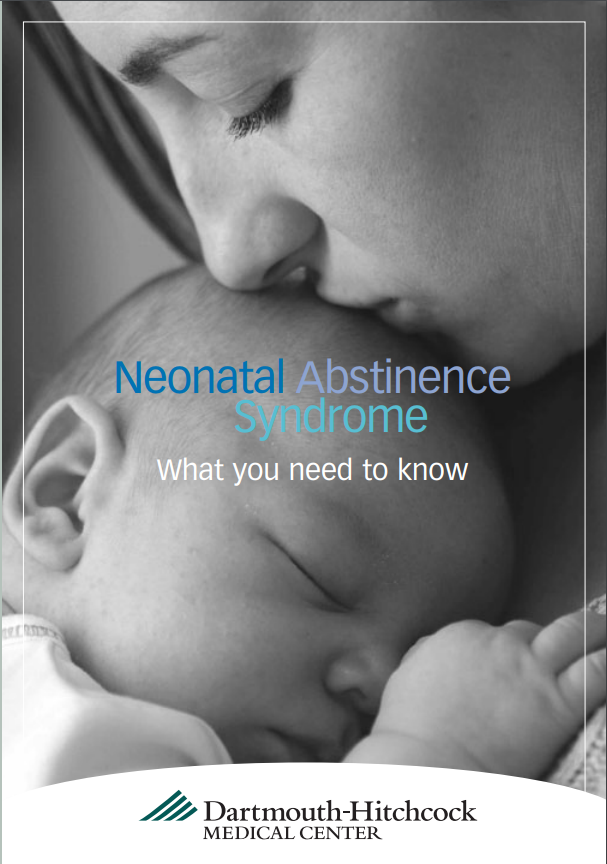 Neonatal Abstinence
Syndrome
What you need to know
Dartmouth-Hitchcock
MEDICAL CENTER